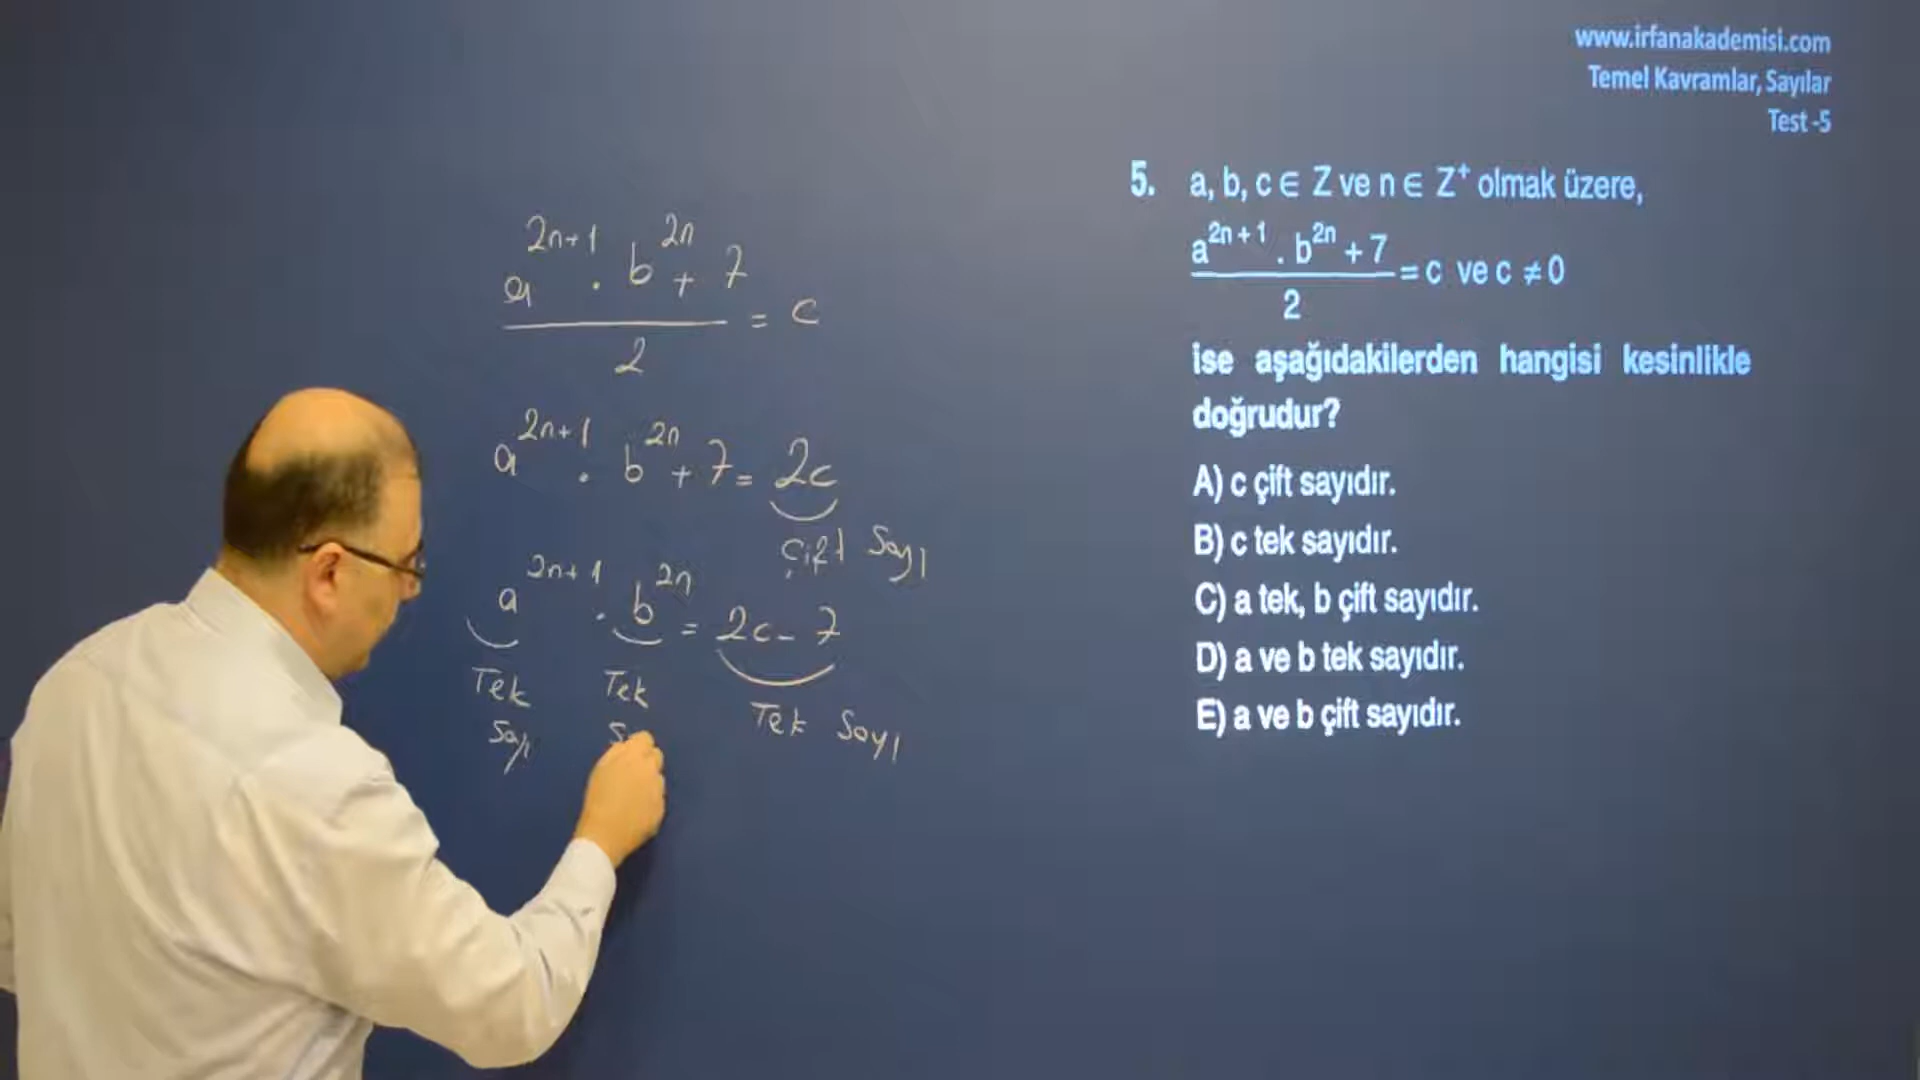 www.irfanakademisi.com
Temel Kavramlar, Sayılar
Test -5
5. a, b, c ∈ Z ve n ∈ Z⁺ olmak üzere,
a^{2n+1} . b^{2n} + 7
= c ve c ≠ 0
2
ise aşağıdakilerden hangisi kesinlikle
doğrudur?
A) c çift sayıdır.
B) c tek sayıdır.
C) a tek, b çift sayıdır.
D) a ve b tek sayıdır.
E) a ve b çift sayıdır.
a^{2n+1} . b^{2n} + 7
= c
2
a^{2n+1} . b^{2n} + 7 = 2c
Çift Sayı
a^{2n+1} . b^{2n} = 2c - 7
Tek Tek Tek Sayı
Sayı